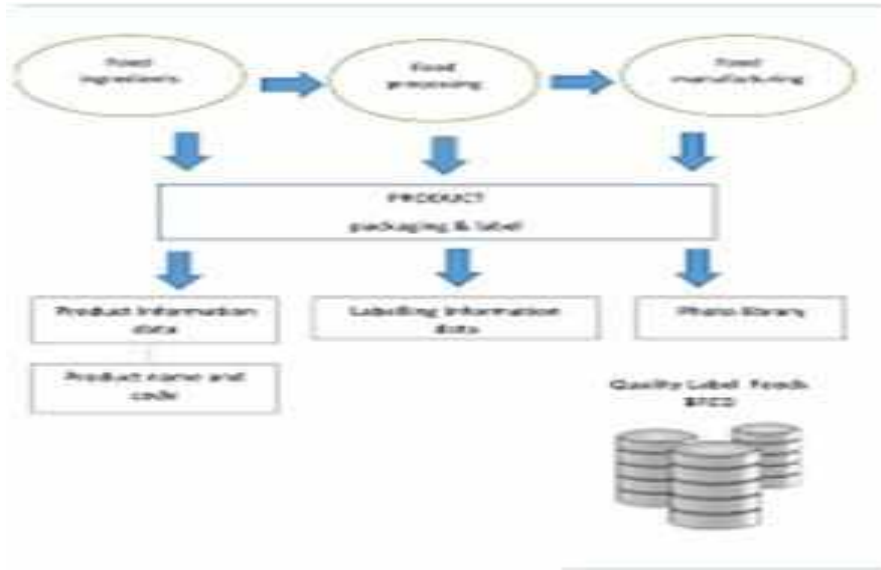 Food
ingredients
Food
processing
Food
manufacturing
PRODUCT
packaging & label
Product information
data
Labelling information
data
Photo library
Product name and
code
Quality Label Foods